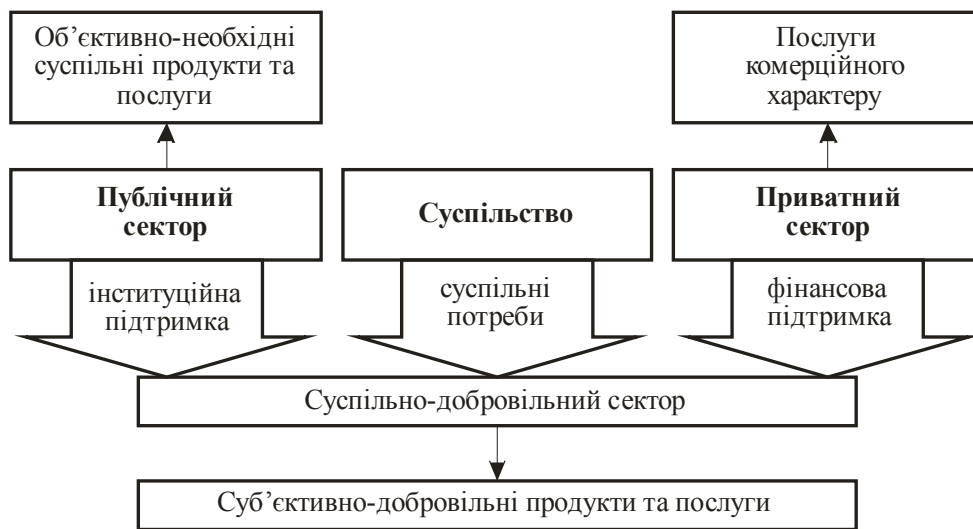 Об’єктивно-необхідні
суспільні продукти та
послуги
Послуги
комерційного
характеру
Публічний
сектор
Суспільство
Приватний
сектор
інституційна
підтримка
суспільні
потреби
фінансова
підтримка
Суспільно-добровільний сектор
Суб’єктивно-добровільні продукти та послуги